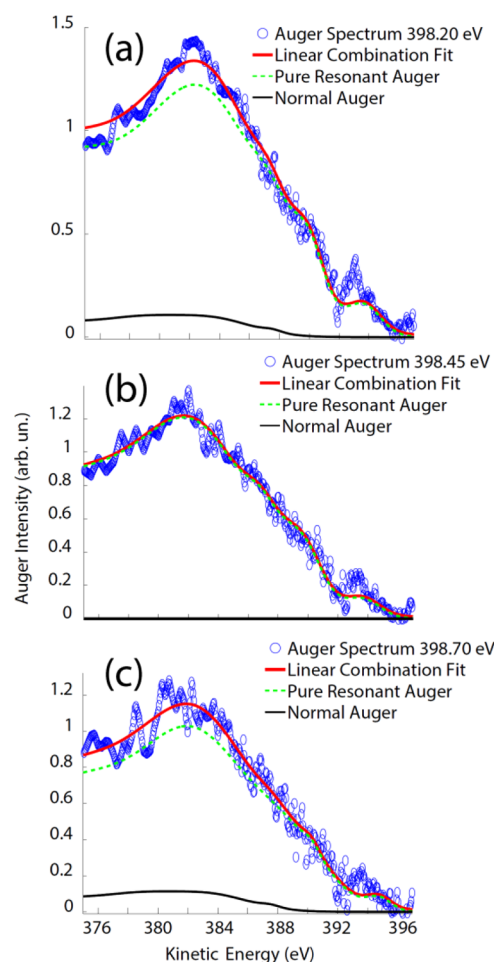 1.5
(a)
Auger Spectrum 398.20 eV
Linear Combination Fit
Pure Resonant Auger
Normal Auger
1
0.5
0
(b)
Auger Spectrum 398.45 eV
Linear Combination Fit
Pure Resonant Auger
Normal Auger
1.2
1
0.8
0.6
0.4
0.2
0
Auger Intensity (arb. un.)
(c)
Auger Spectrum 398.70 eV
Linear Combination Fit
Pure Resonant Auger
Normal Auger
1.2
1
0.8
0.6
0.4
0.2
0
376 380 384 388 392 396
Kinetic Energy (eV)